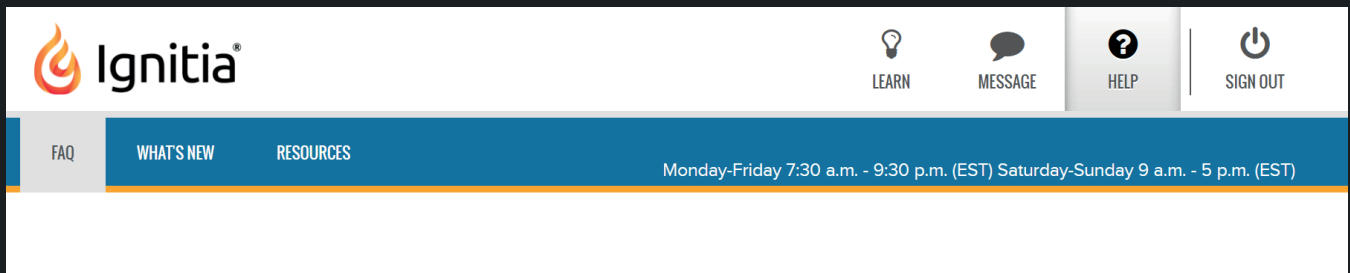 Ignitia®
LEARN
MESSAGE
HELP
SIGN OUT
FAQ
WHAT'S NEW
RESOURCES
Monday-Friday 7:30 a.m. - 9:30 p.m. (EST) Saturday-Sunday 9 a.m. - 5 p.m. (EST)